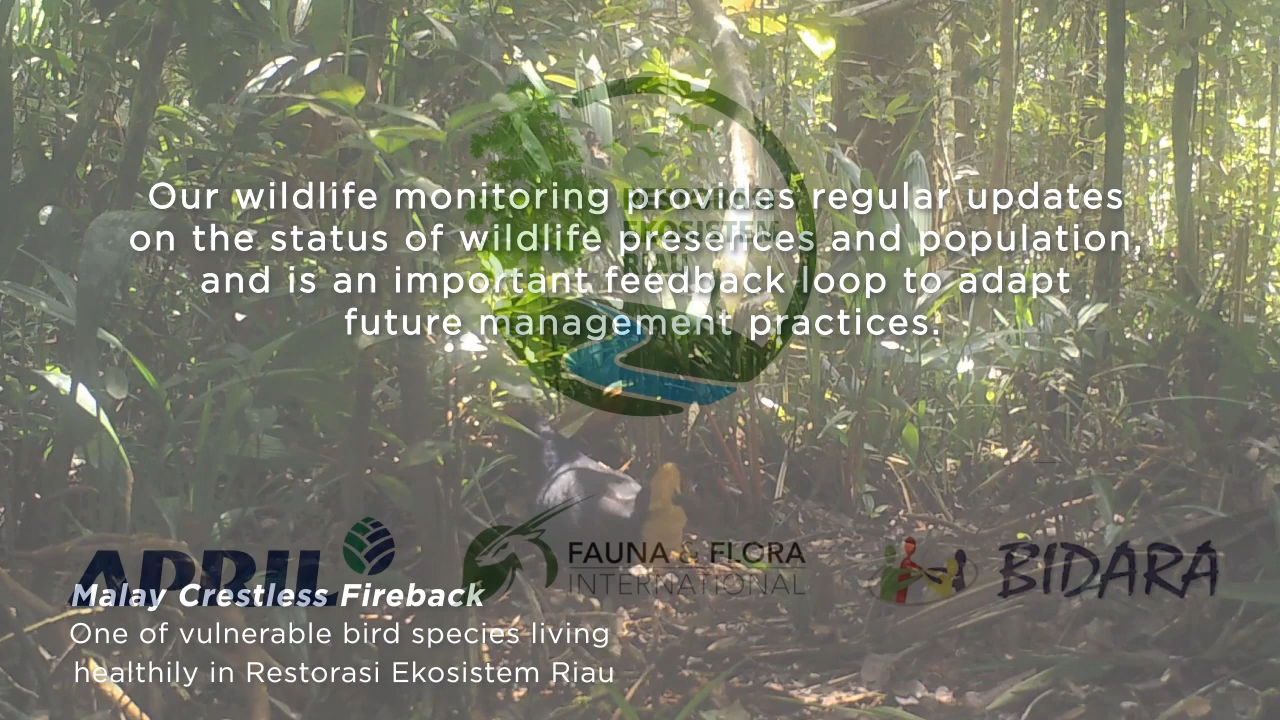 Our wildlife monitoring provides regular updates
on the status of wildlife presences and population,
and is an important feedback loop to adapt
future management practices.
EKOSISTEM
RIAU
APRIL
FAUNA & FLORA
INTERNATIONAL
BIDARA
Malay Crestless Fireback
One of vulnerable bird species living
healthily in Restorasi Ekosistem Riau